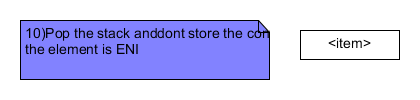 10)Pop the stack anddont store the con
the element is ENI
<item>